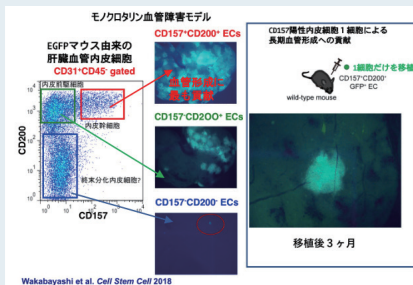 モノクロタリン血管障害モデル
EGFPマウス由来の
肝臓血管内皮細胞
CD31+CD45- gated
内皮前駆細胞
内皮幹細胞
終末分化内皮細胞?
CD200
CD157
CD157+CD200+ ECs
血管形成に
最も貢献
CD157-CD200+ ECs
CD157-CD200- ECs
CD157陽性内皮細胞1細胞による
長期血管形成への貢献
1細胞だけを移植
CD157+CD200+
GFP+ EC
wild-type mouse
移植後3ヶ月
Wakabayashi et al. Cell Stem Cell 2018